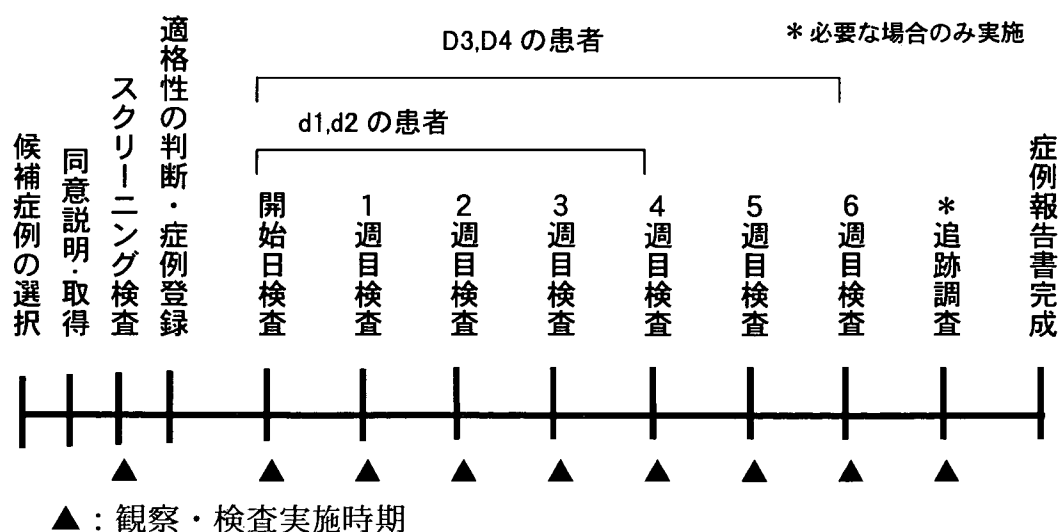 D3,D4 の患者
＊必要な場合のみ実施
d1,d2 の患者
候補症例の選択
同意説明・取得
スクリーニング検査
適格性の判断・症例登録
開始日検査
1週目検査
2週目検査
3週目検査
4週目検査
5週目検査
6週目検査
＊追跡調査
症例報告書完成
▲：観察・検査実施時期